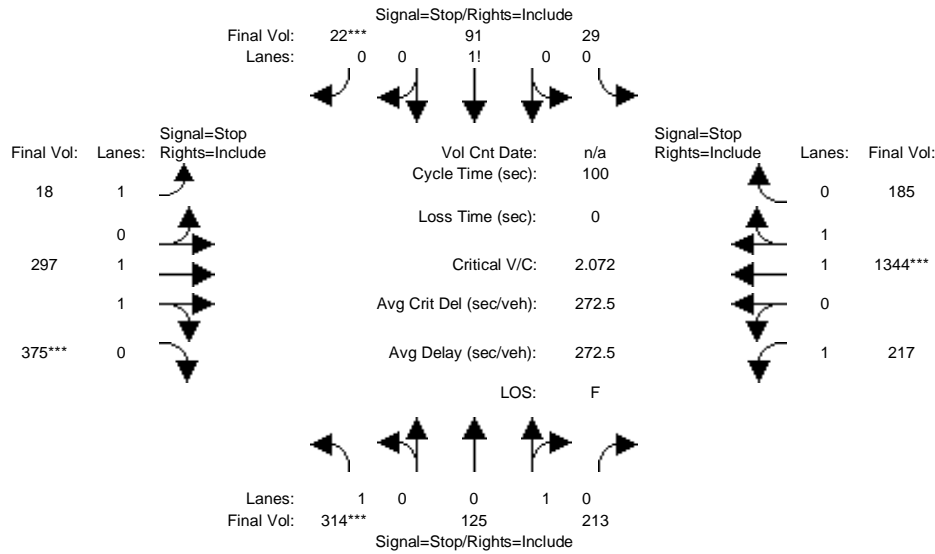 Signal=Stop/Rights=Include
Final Vol: 22*** 91 29
Lanes: 0 0 1! 0 0
Signal=Stop Signal=Stop
Final Vol: Lanes: Rights=Include Vol Cnt Date: n/a Rights=Include Lanes: Final Vol:
Cycle Time (sec): 100
18 1 0 185
Loss Time (sec): 0
0 1
297 1 Critical V/C: 2.072 1 1344***
1 Avg Crit Del (sec/veh): 272.5 0
375*** 0 Avg Delay (sec/veh): 272.5 1 217
LOS: F
Lanes: 1 0 0 1 0
Final Vol: 314*** 125 213
Signal=Stop/Rights=Include